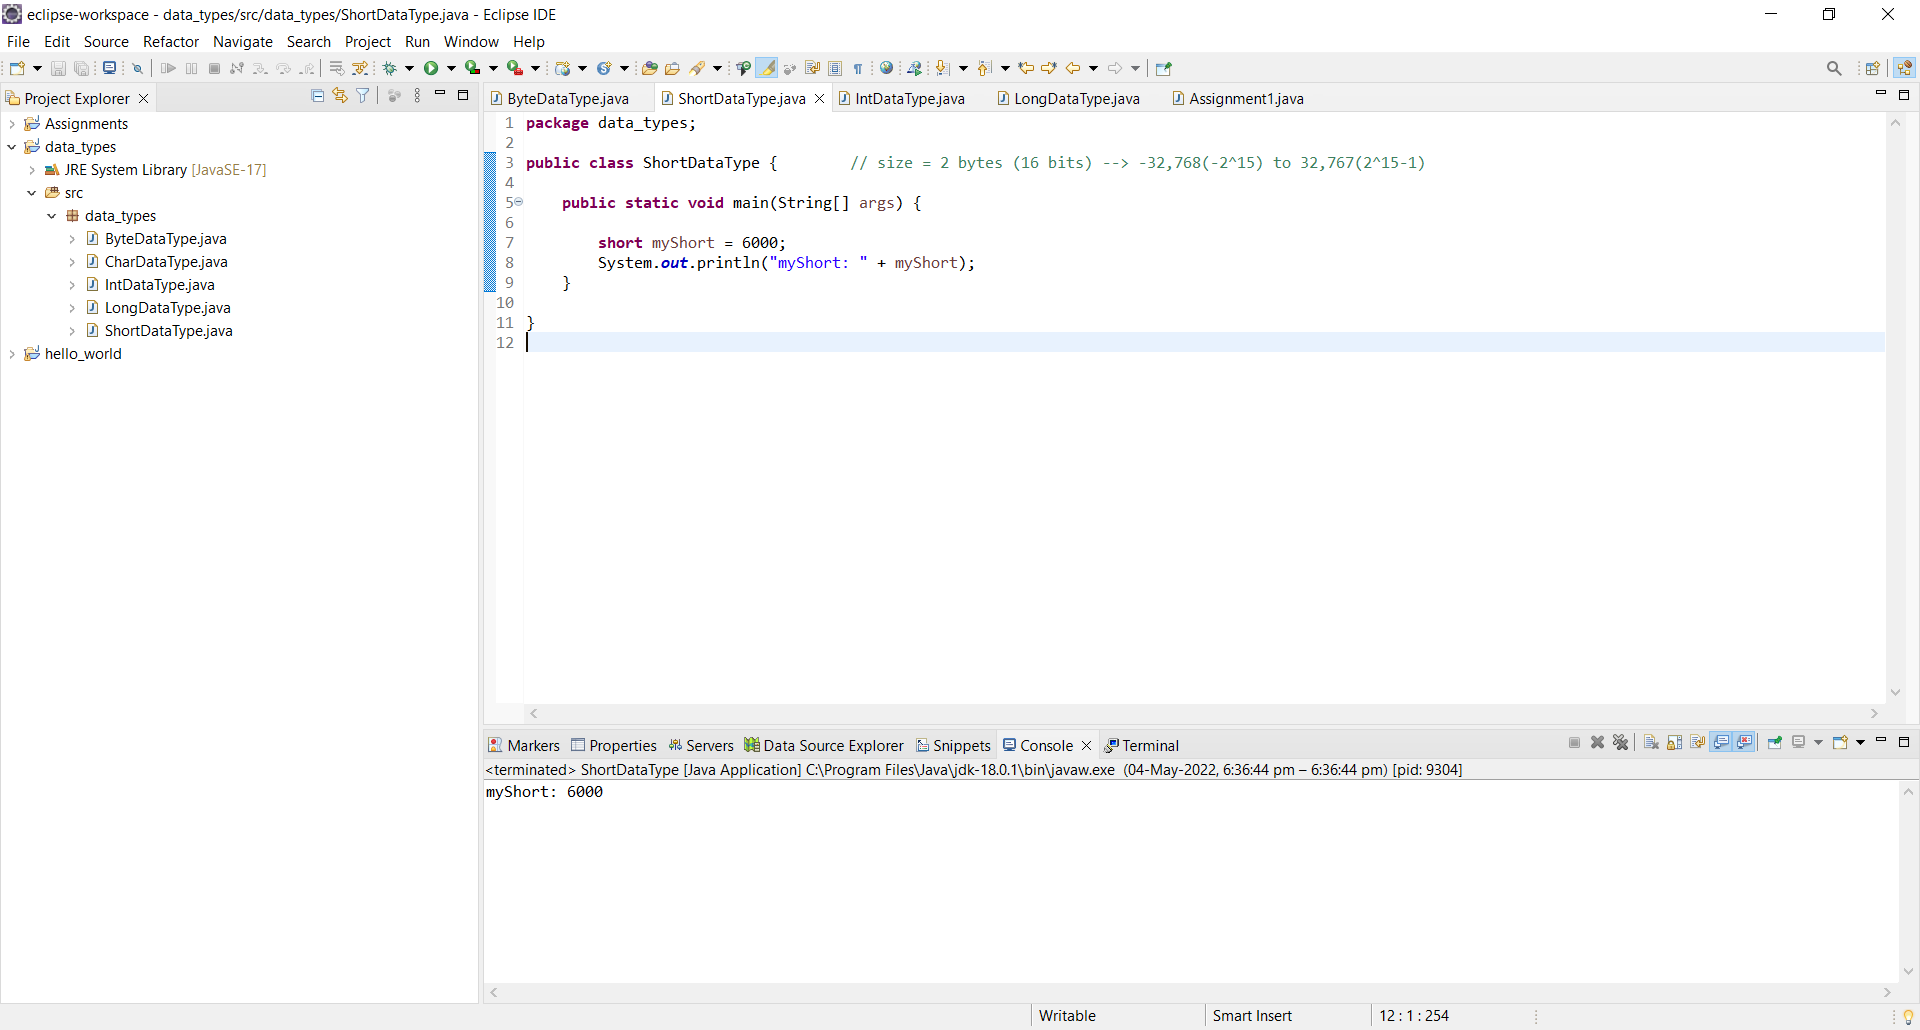 eclipse-workspace - data_types/src/data_types/ShortDataType.java - Eclipse IDE
File Edit Source Refactor Navigate Search Project Run Window Help
Project Explorer
Assignments
data_types
JRE System Library [JavaSE-17]
src
data_types
ByteDataType.java
CharDataType.java
IntDataType.java
LongDataType.java
ShortDataType.java
hello_world
ByteDataType.java ShortDataType.java IntDataType.java LongDataType.java Assignment1.java
1 package data_types;
2
3 public class ShortDataType { // size = 2 bytes (16 bits) --> -32,768(-2^15) to 32,767(2^15-1)
4
5 public static void main(String[] args) {
6
7 short myShort = 6000;
8 System.out.println("myShort: " + myShort);
9 }
10
11 }
12
Markers Properties Servers Data Source Explorer Snippets Console Terminal
<terminated> ShortDataType [Java Application] C:\Program Files\Java\jdk-18.0.1\bin\javaw.exe (04-May-2022, 6:36:44 pm – 6:36:44 pm) [pid: 9304]
myShort: 6000
Writable Smart Insert 12 : 1 : 254